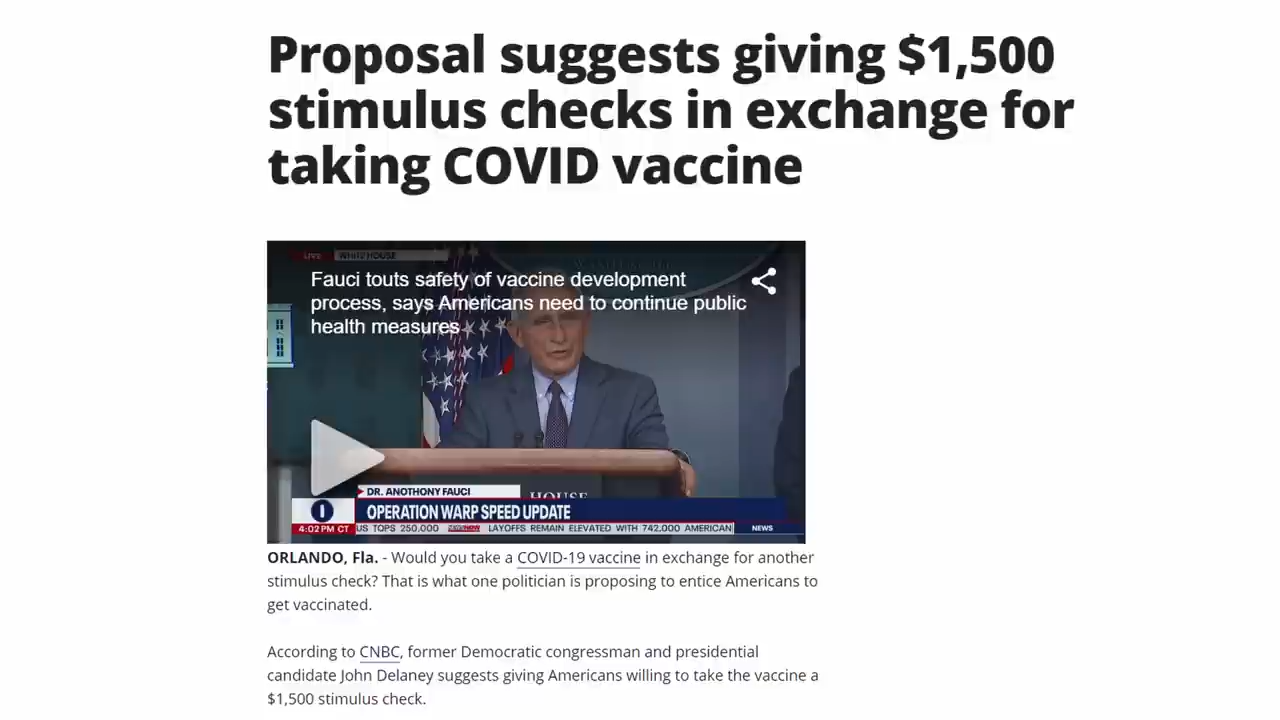 Proposal suggests giving $1,500
stimulus checks in exchange for
taking COVID vaccine
Live WHITE HOUSE
Fauci touts safety of vaccine development
process, says Americans need to continue public
health measures
DR. ANOTHONY FAUCI
HOUSE
OPERATION WARP SPEED UPDATE
4:02PM CT US TOPS 250,000 LAYOFFS REMAIN ELEVATED WITH 742,000 AMERICAN NEWS
ORLANDO, Fla. - Would you take a COVID-19 vaccine in exchange for another
stimulus check? That is what one politician is proposing to entice Americans to
get vaccinated.
According to CNBC, former Democratic congressman and presidential
candidate John Delaney suggests giving Americans willing to take the vaccine a
$1,500 stimulus check.